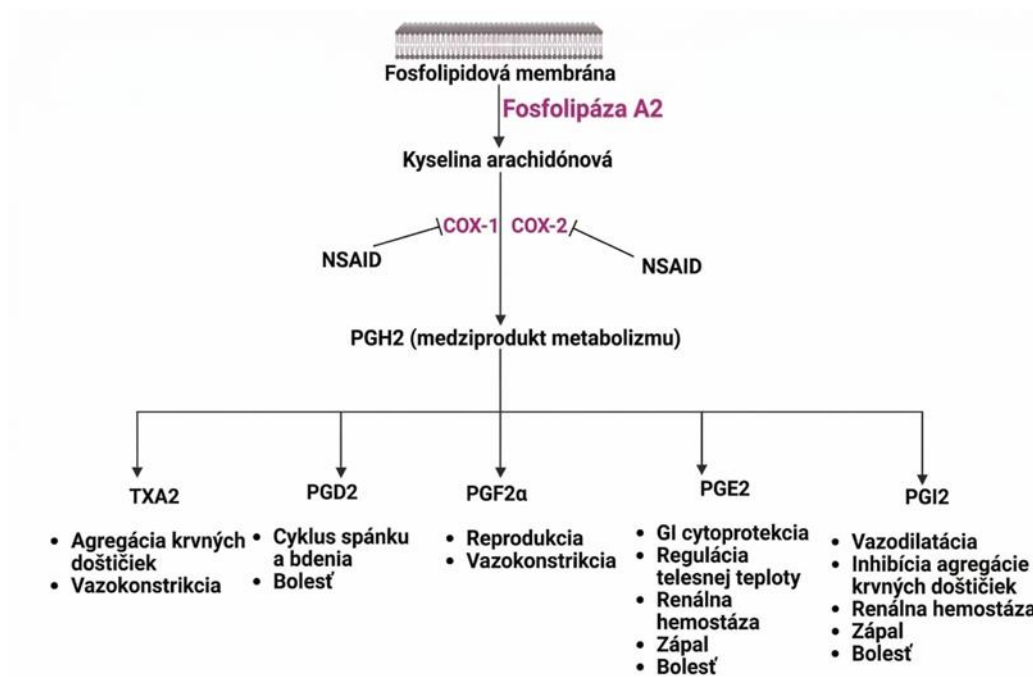 Fosfolipidová membrána
Fosfolipáza A2
Kyselina arachidónová
COX-1 COX-2
NSAID
NSAID
PGH2 (medziprodukt metabolizmu)
TXA2
• Agregácia krvných
doštičiek
• Vazokonstrikcia
PGD2
• Cyklus spánku
a bdenia
• Bolesť
PGF2α
• Reprodukcia
• Vazokonstrikcia
PGE2
• GI cytoprotekcia
• Regulácia
telesnej teploty
• Renálna
hemostáza
• Zápal
• Bolesť
PGI2
• Vazodilatácia
• Inhibícia agregácie
krvných doštičiek
• Renálna hemostáza
• Zápal
• Bolesť